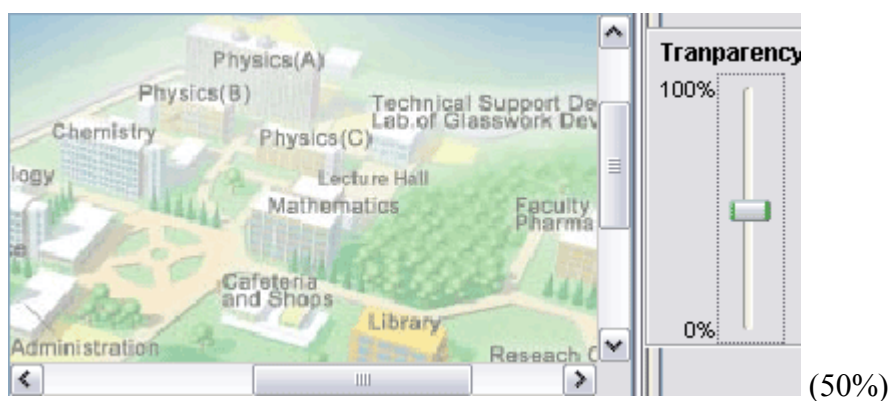 Physics(A)
Physics(B)
Technical Support De
Lab.of Glasswork Dev
Chemistry
Physics(C)
logy
Lecture Hall
Mathematics
Faculty
Pharma
se
Cafeteria
and Shops
Library
Administration
Reseach C
Tranparency
100%
0%
(50%)